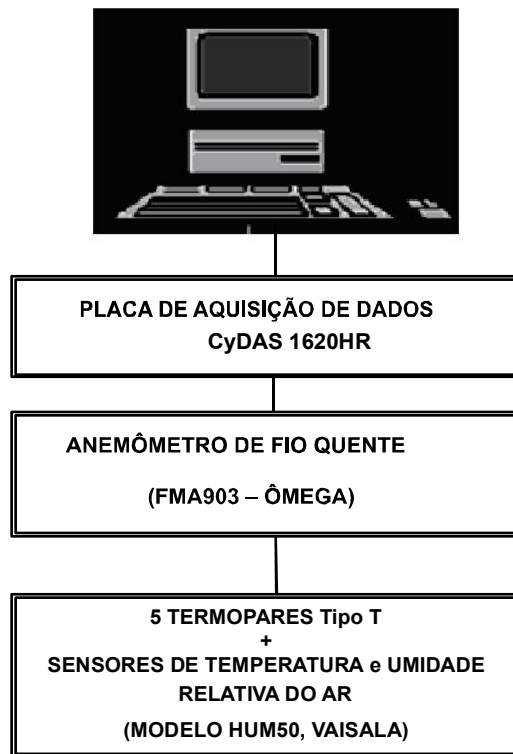 PLACA DE AQUISIÇÃO DE DADOS
CyDAS 1620HR
ANEMÔMETRO DE FIO QUENTE
(FMA903 – ÔMEGA)
5 TERMOPARES Tipo T
+
SENSORES DE TEMPERATURA e UMIDADE
RELATIVA DO AR
(MODELO HUM50, VAISALA)